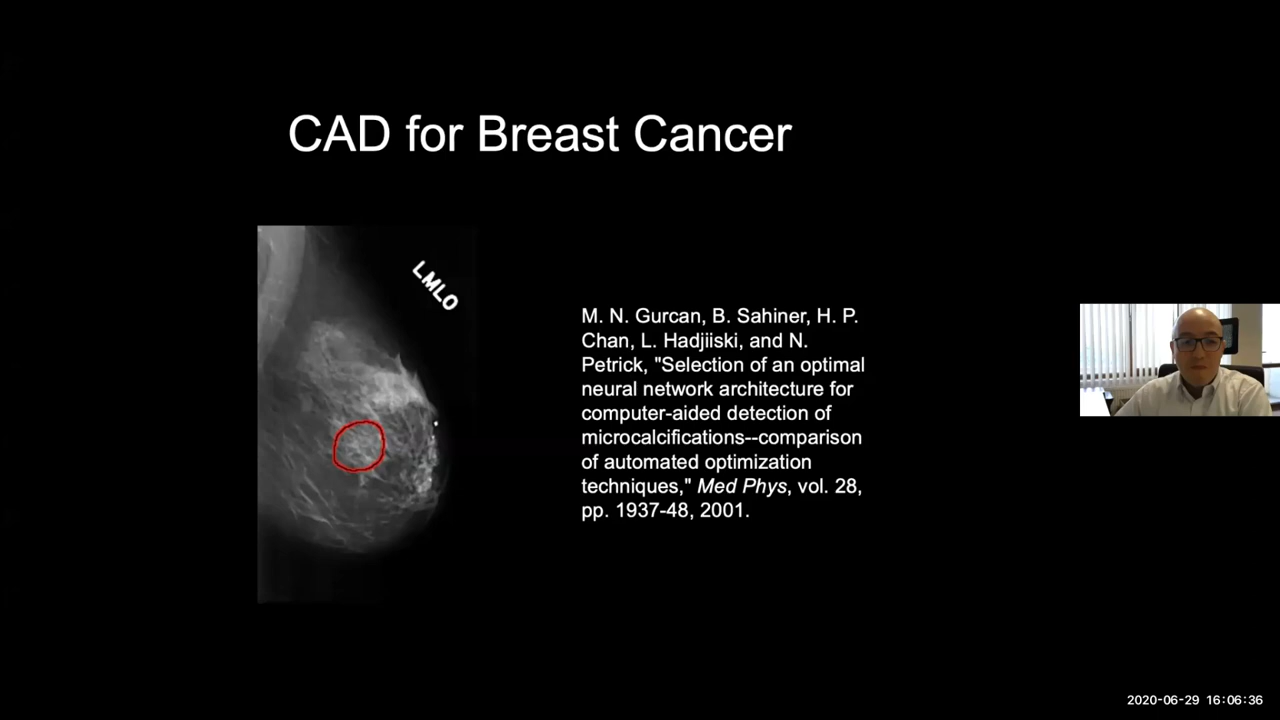 CAD for Breast Cancer
LMLO
M. N. Gurcan, B. Sahiner, H. P.
Chan, L. Hadjiiski, and N.
Petrick, "Selection of an optimal
neural network architecture for
computer-aided detection of
microcalcifications--comparison
of automated optimization
techniques," Med Phys, vol. 28,
pp. 1937-48, 2001.
2020-06-29 16:06:36